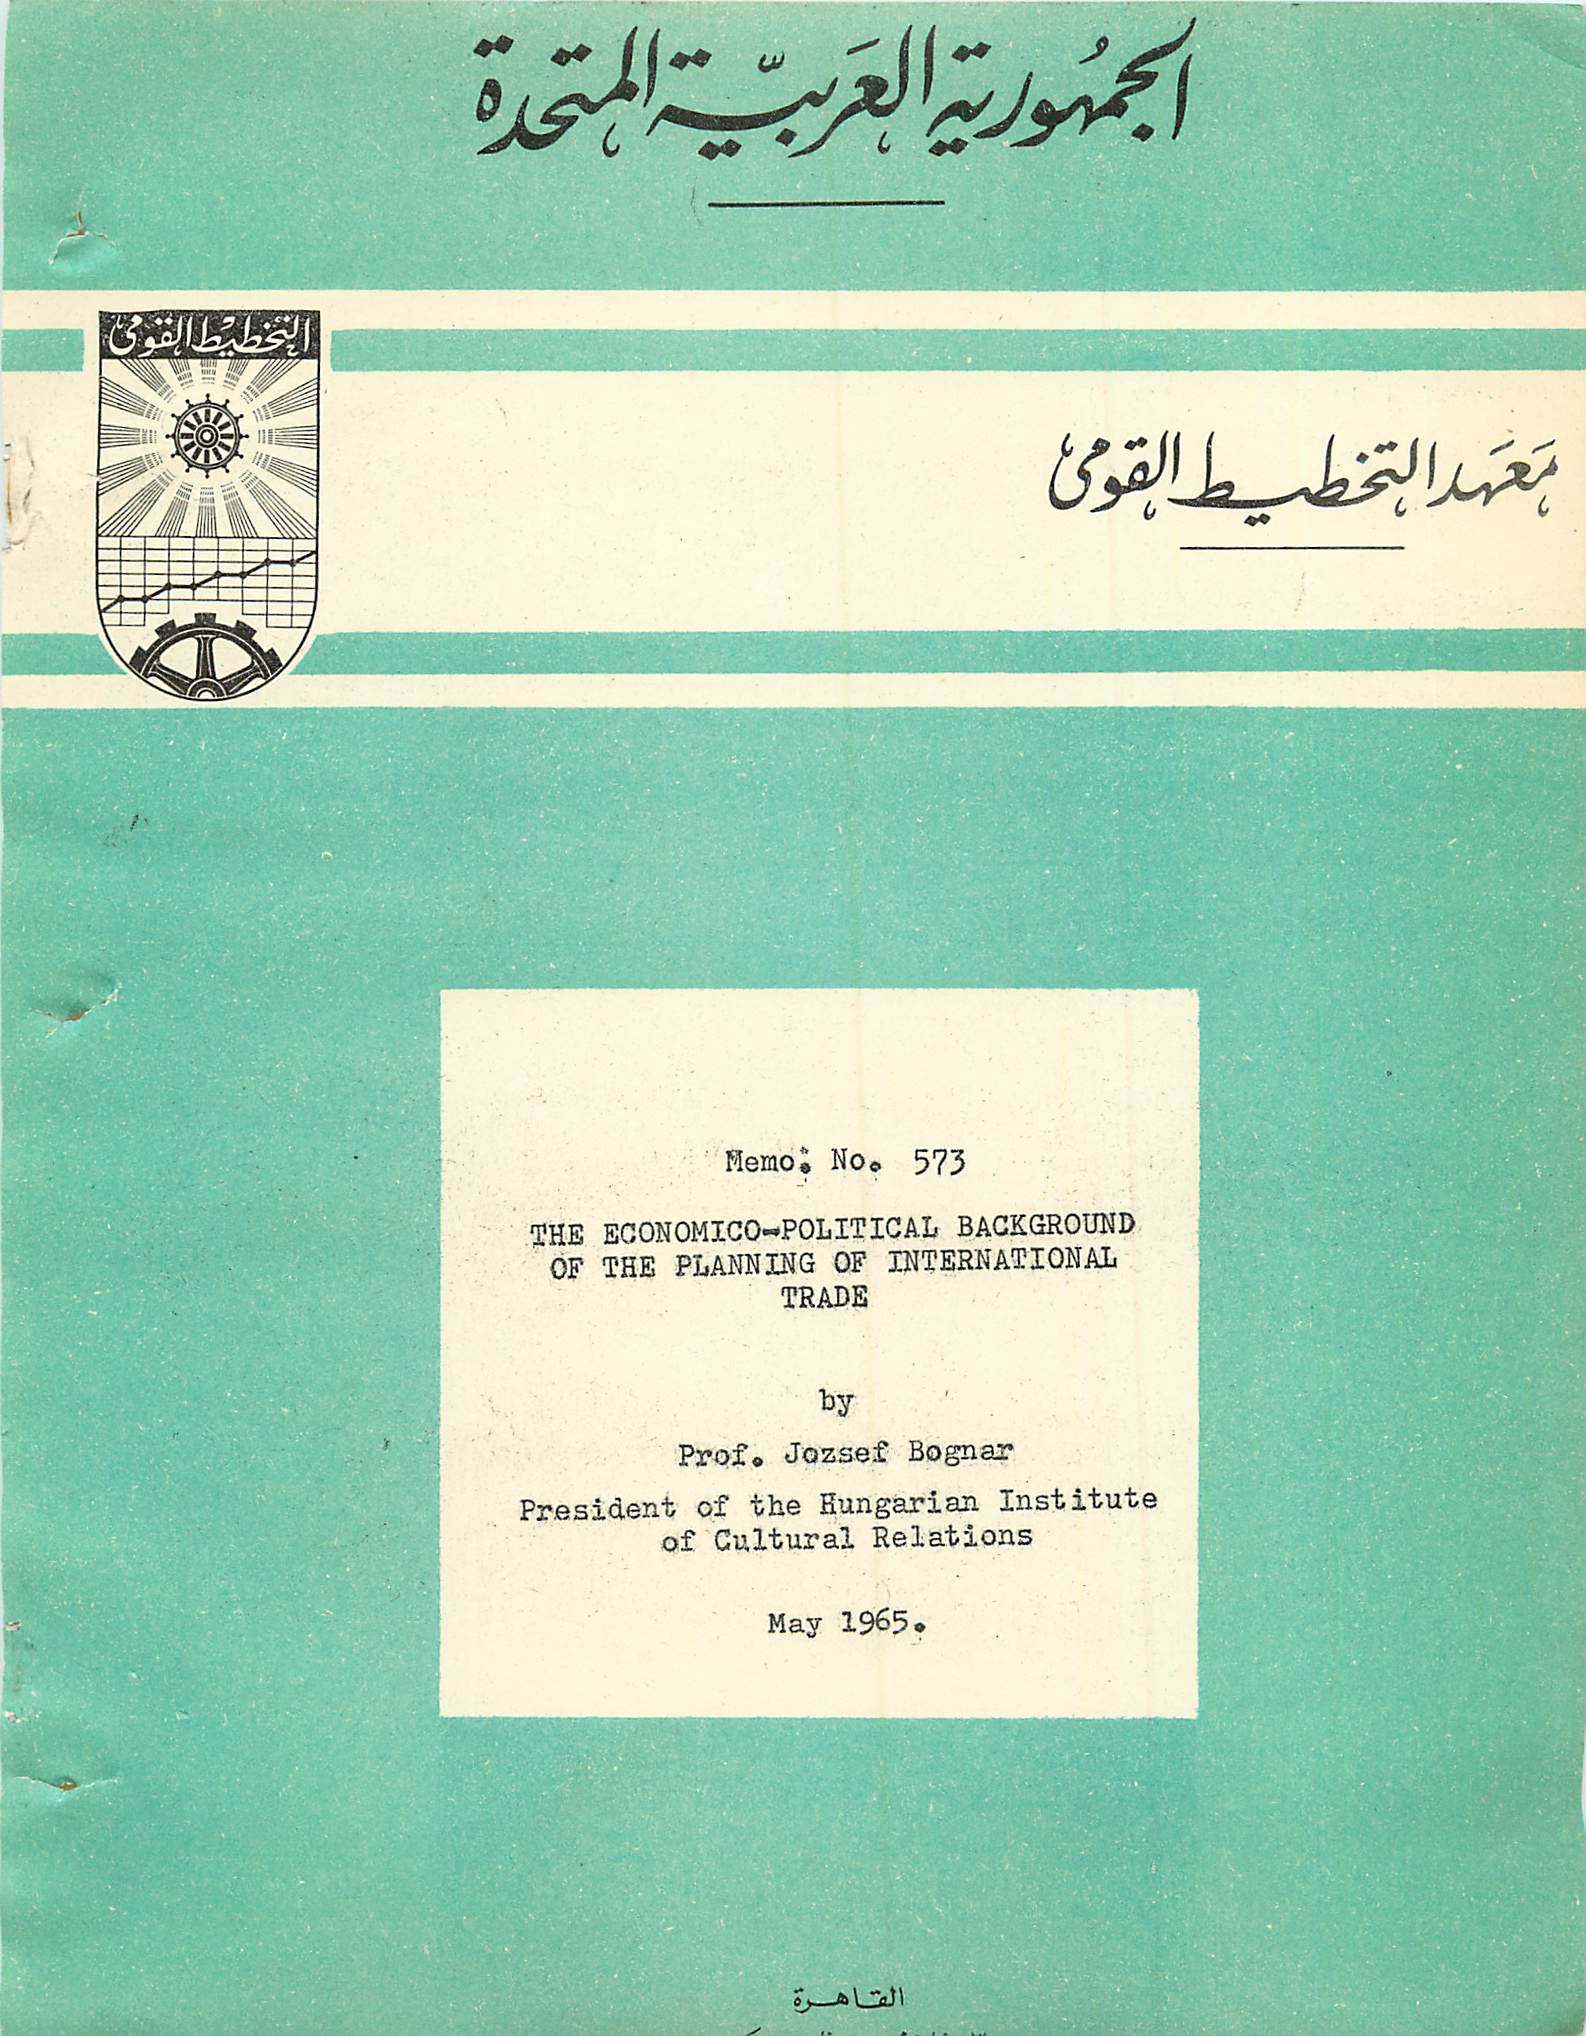 الجمهورية العربية المتحدة
التخطيط القومى
معهد التخطيط القومى
Memo: No. 573
THE ECONOMICO-POLITICAL BACKGROUND
OF THE PLANNING OF INTERNATIONAL
TRADE
by
Prof. Jozsef Bognar
President of the Hungarian Institute
of Cultural Relations
May 1965.
القاهرة